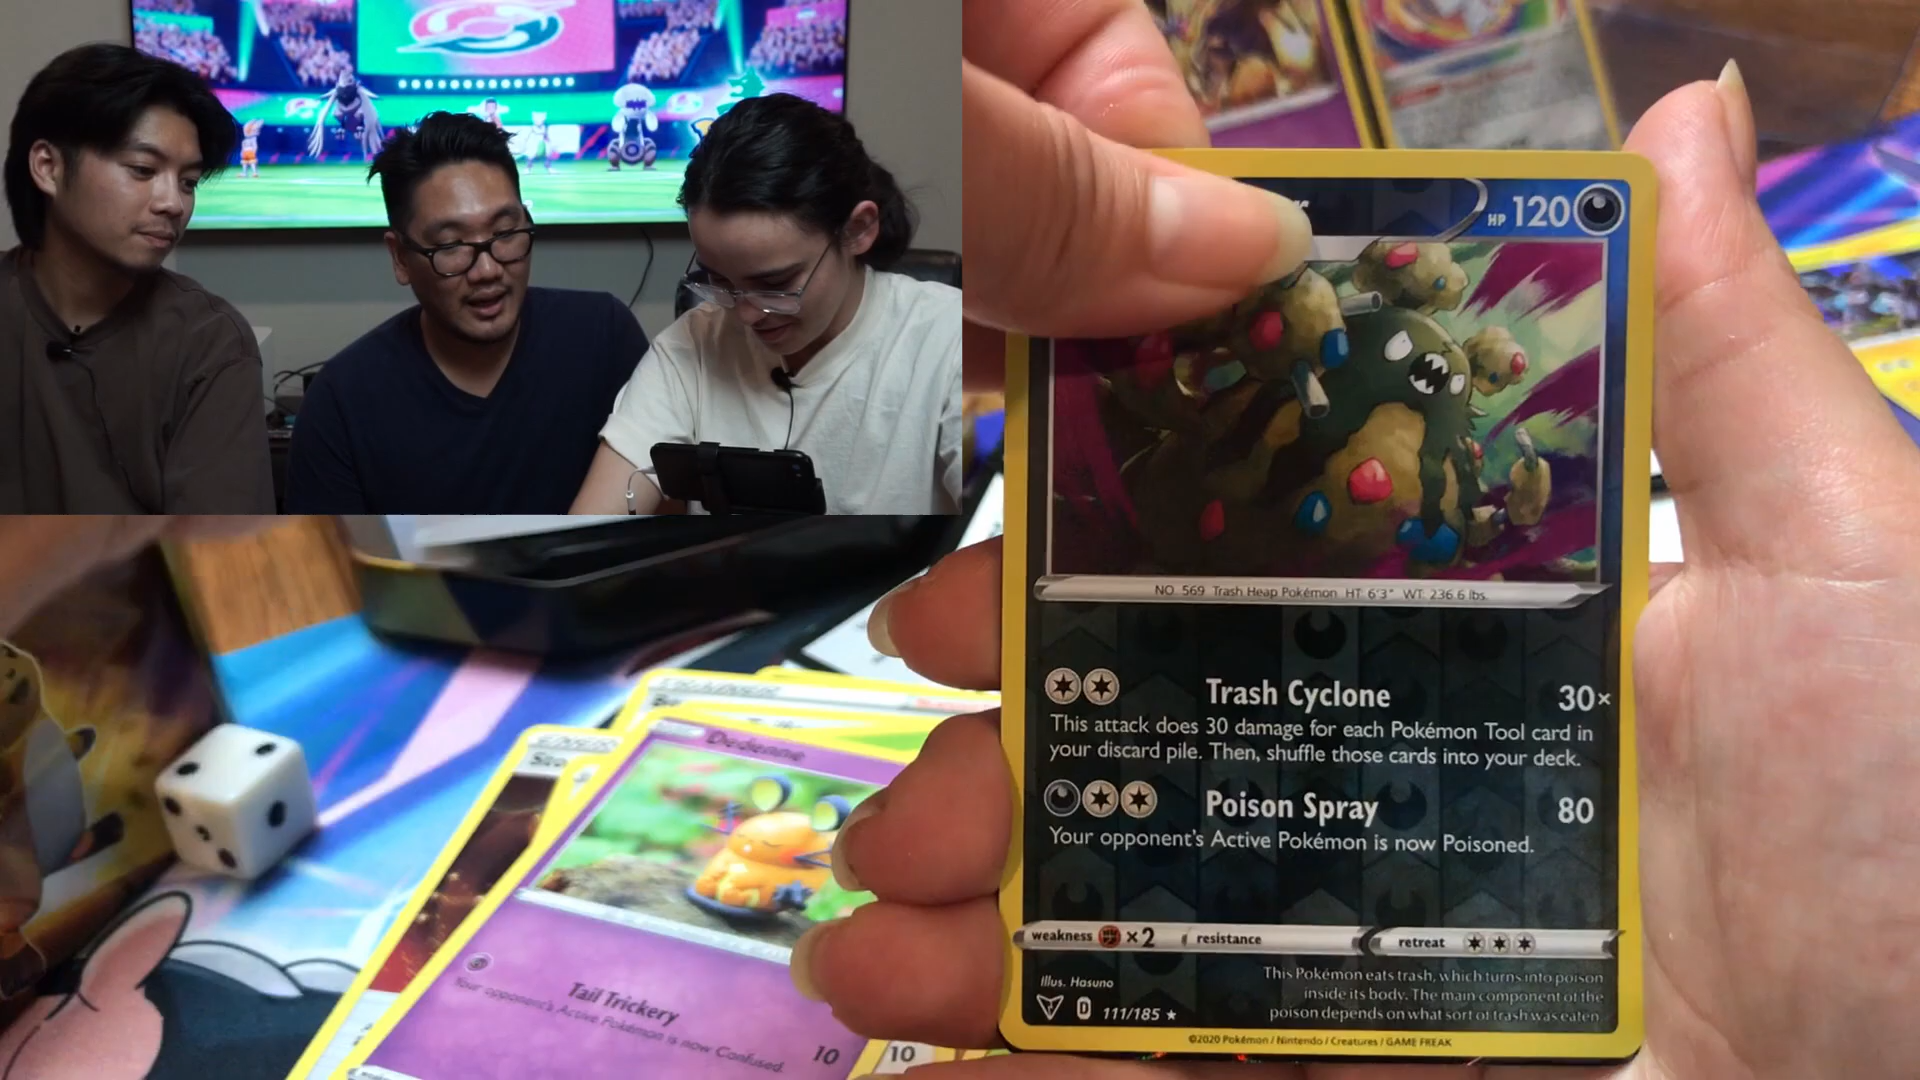 HP 120
NO. 569 Trash Heap Pokémon HT: 6'3" WT: 236.6 lbs.
Trash Cyclone 30×
This attack does 30 damage for each Pokémon Tool card in
your discard pile. Then, shuffle those cards into your deck.
Poison Spray 80
Your opponent's Active Pokémon is now Poisoned.
weakness ×2 resistance retreat
Illus. Hasuno
D 111/185 ★
This Pokémon eats trash, which turns into poison
inside its body. The main component of the
poison depends on what sort of trash was eaten.
©2020 Pokémon / Nintendo / Creatures / GAME FREAK
Dedenne
Tail Trickery 10
Your opponent's Active Pokémon is now Confused.
10